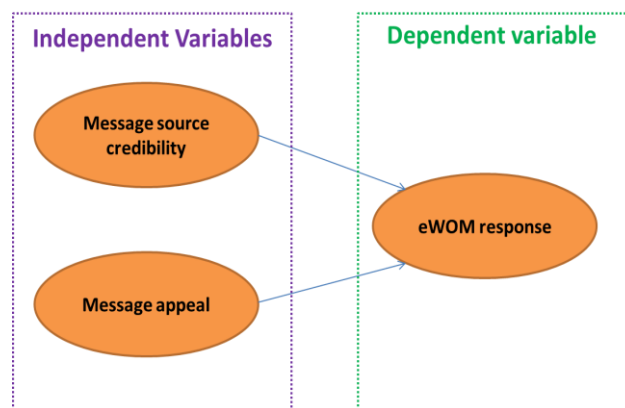 Independent Variables
Dependent variable
Message source
credibility
eWOM response
Message appeal